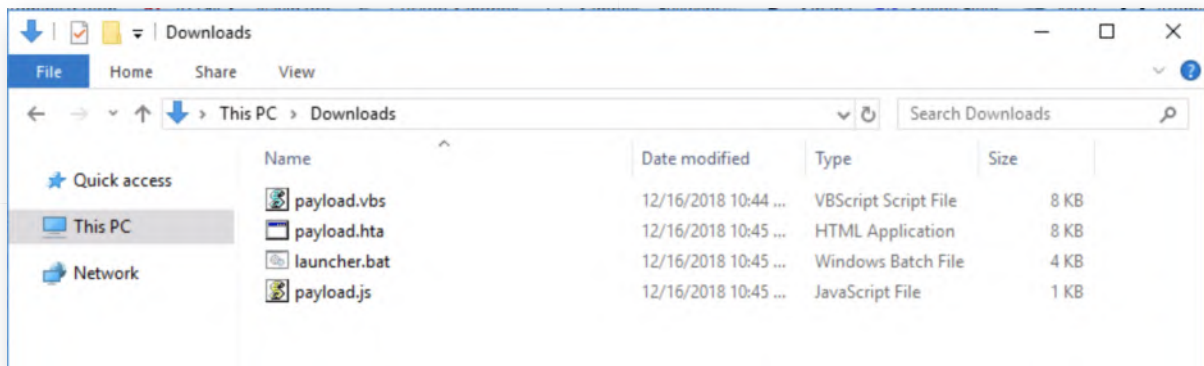 Downloads
File Home Share View
This PC > Downloads
Search Downloads
Name Date modified Type Size
Quick access
This PC
Network
payload.vbs 12/16/2018 10:44 ... VBScript Script File 8 KB
payload.hta 12/16/2018 10:45 ... HTML Application 8 KB
launcher.bat 12/16/2018 10:45 ... Windows Batch File 4 KB
payload.js 12/16/2018 10:45 ... JavaScript File 1 KB